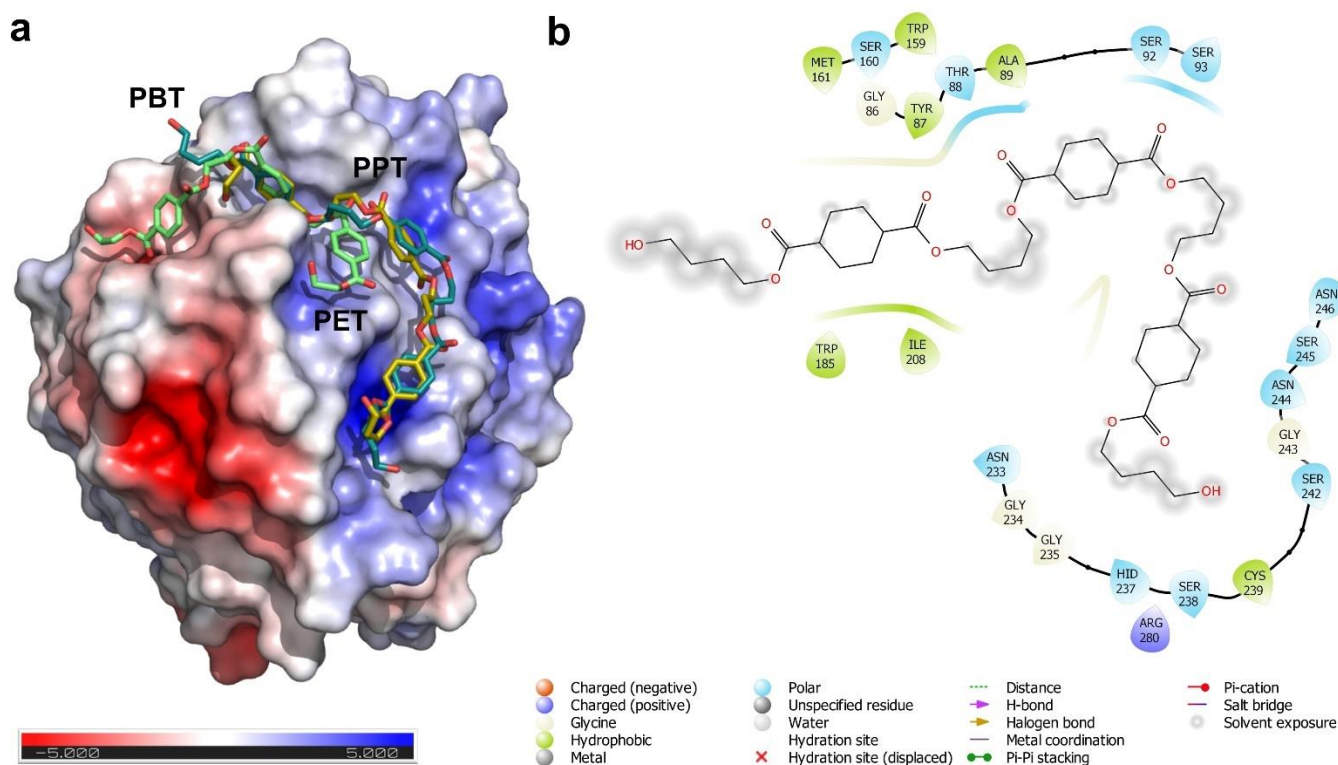 a
PBT
PPT
PET
-5.000
5.000
b
MET
161
SER
160
TRP
159
GLY
86
TYR
87
THR
88
ALA
89
SER
92
SER
93
HO
O
O
O
O
O
O
O
O
O
O
O
O
OH
TRP
185
ILE
208
ASN
233
GLY
234
GLY
235
HID
237
SER
238
ARG
280
CYS
239
SER
242
GLY
243
ASN
244
SER
245
ASN
246
Charged (negative)
Charged (positive)
Glycine
Hydrophobic
Metal
Polar
Unspecified residue
Water
Hydration site
Hydration site (displaced)
Distance
H-bond
Halogen bond
Metal coordination
Pi-Pi stacking
Pi-cation
Salt bridge
Solvent exposure